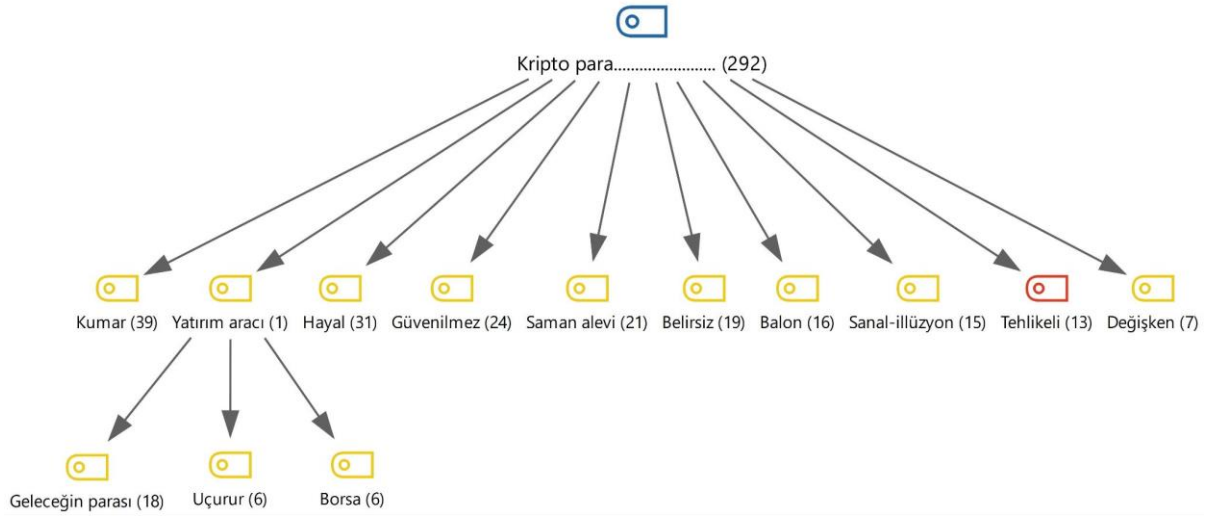 Kripto para........................ (292)
Kumar (39) Yatırım aracı (1) Hayal (31) Güvenilmez (24) Saman alevi (21) Belirsiz (19) Balon (16) Sanal-illüzyon (15) Tehlikeli (13) Değişken (7)
Geleceğin parası (18) Uçurur (6) Borsa (6)